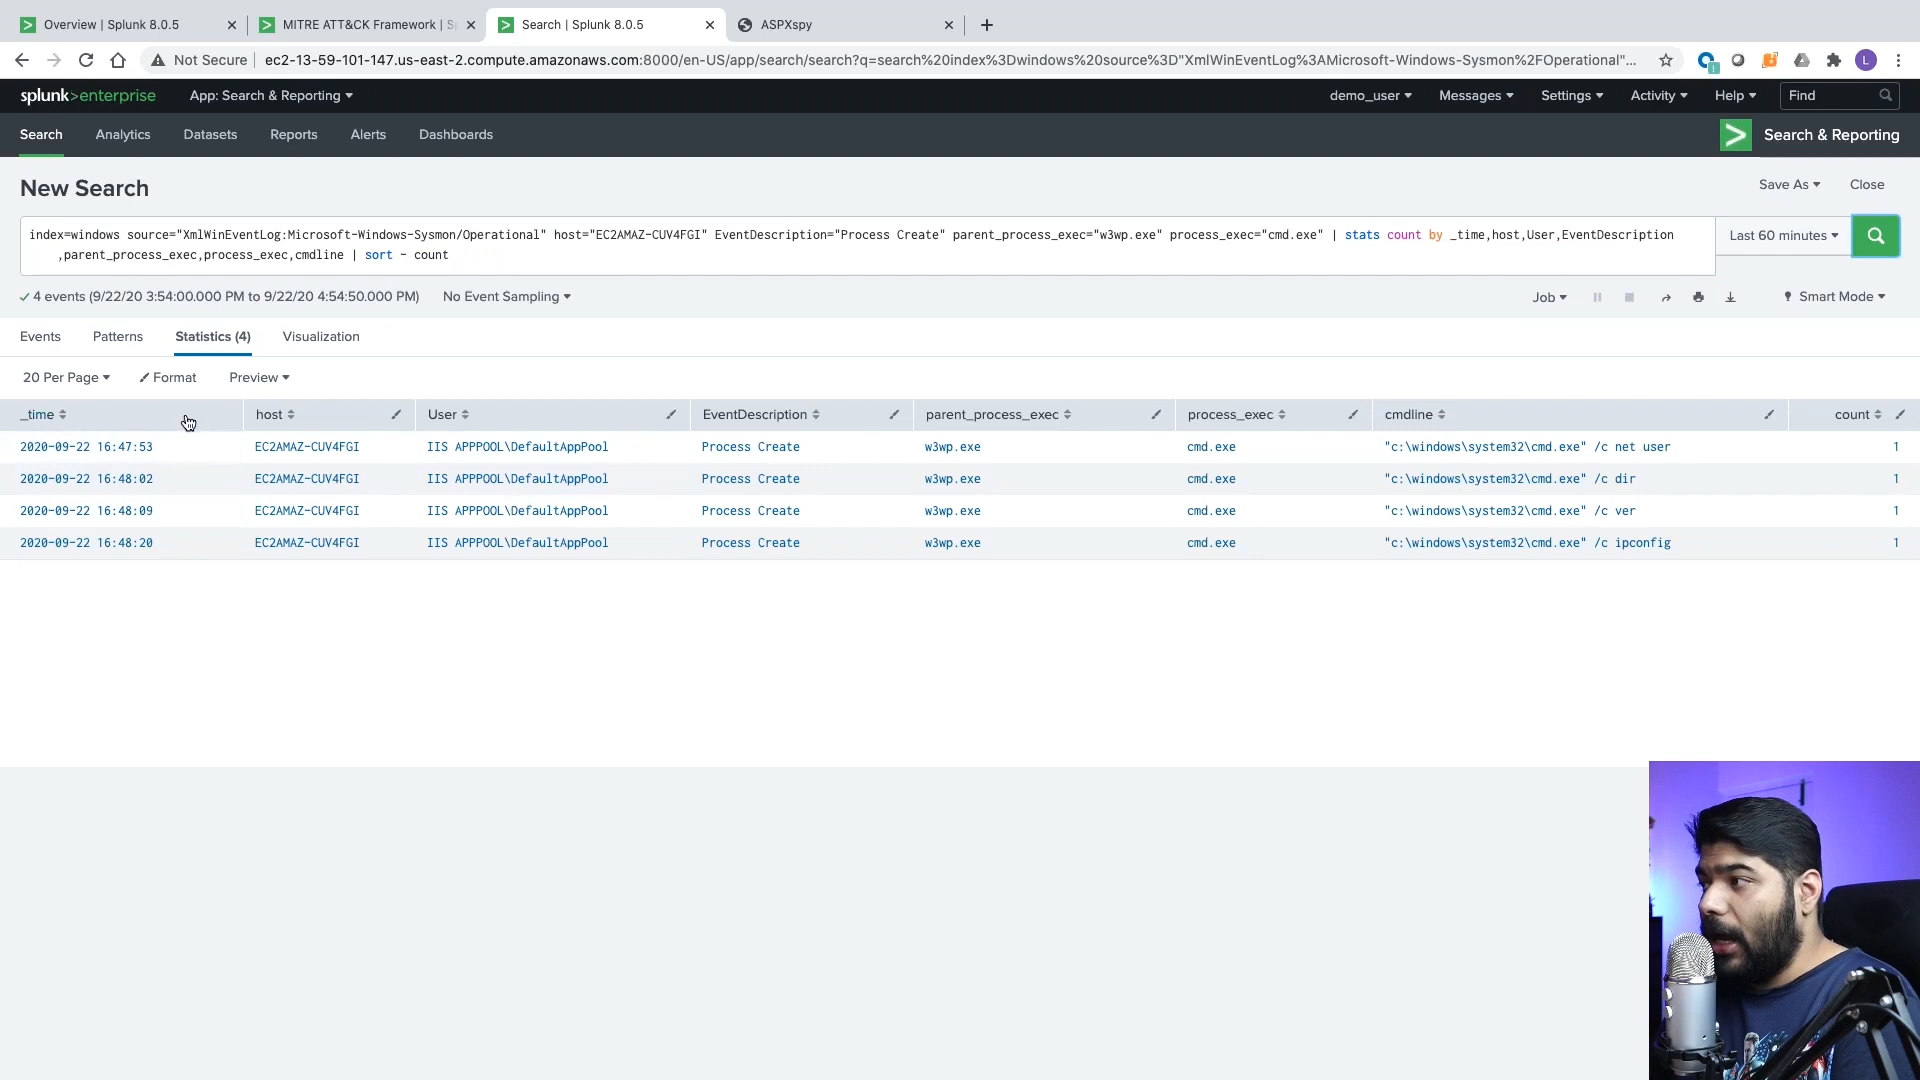 Overview | Splunk 8.0.5
MITRE ATT&CK Framework | S
Search | Splunk 8.0.5
ASPXspy
Not Secure
ec2-13-59-101-147.us-east-2.compute.amazonaws.com:8000/en-US/app/search/search?q=search%20index%3Dwindows%20source%3D"XmlWinEventLog%3AMicrosoft-Windows-Sysmon%2FOperational"...
L
splunk>enterprise
App: Search & Reporting
demo_user
Messages
Settings
Activity
Help
Find
Search
Analytics
Datasets
Reports
Alerts
Dashboards
Search & Reporting
New Search
Save As
Close
index=windows source="XmlWinEventLog:Microsoft-Windows-Sysmon/Operational" host="EC2AMAZ-CUV4FGI" EventDescription="Process Create" parent_process_exec="w3wp.exe" process_exec="cmd.exe" | stats count by _time,host,User,EventDescription
,parent_process_exec,process_exec,cmdline | sort - count
Last 60 minutes
4 events (9/22/20 3:54:00.000 PM to 9/22/20 4:54:50.000 PM)
No Event Sampling
Job
Smart Mode
Events
Patterns
Statistics (4)
Visualization
20 Per Page
Format
Preview
_time host User EventDescription parent_process_exec process_exec cmdline count
2020-09-22 16:47:53 EC2AMAZ-CUV4FGI IIS APPPOOL\DefaultAppPool Process Create w3wp.exe cmd.exe "c:\windows\system32\cmd.exe" /c net user 1
2020-09-22 16:48:02 EC2AMAZ-CUV4FGI IIS APPPOOL\DefaultAppPool Process Create w3wp.exe cmd.exe "c:\windows\system32\cmd.exe" /c dir 1
2020-09-22 16:48:09 EC2AMAZ-CUV4FGI IIS APPPOOL\DefaultAppPool Process Create w3wp.exe cmd.exe "c:\windows\system32\cmd.exe" /c ver 1
2020-09-22 16:48:20 EC2AMAZ-CUV4FGI IIS APPPOOL\DefaultAppPool Process Create w3wp.exe cmd.exe "c:\windows\system32\cmd.exe" /c ipconfig 1